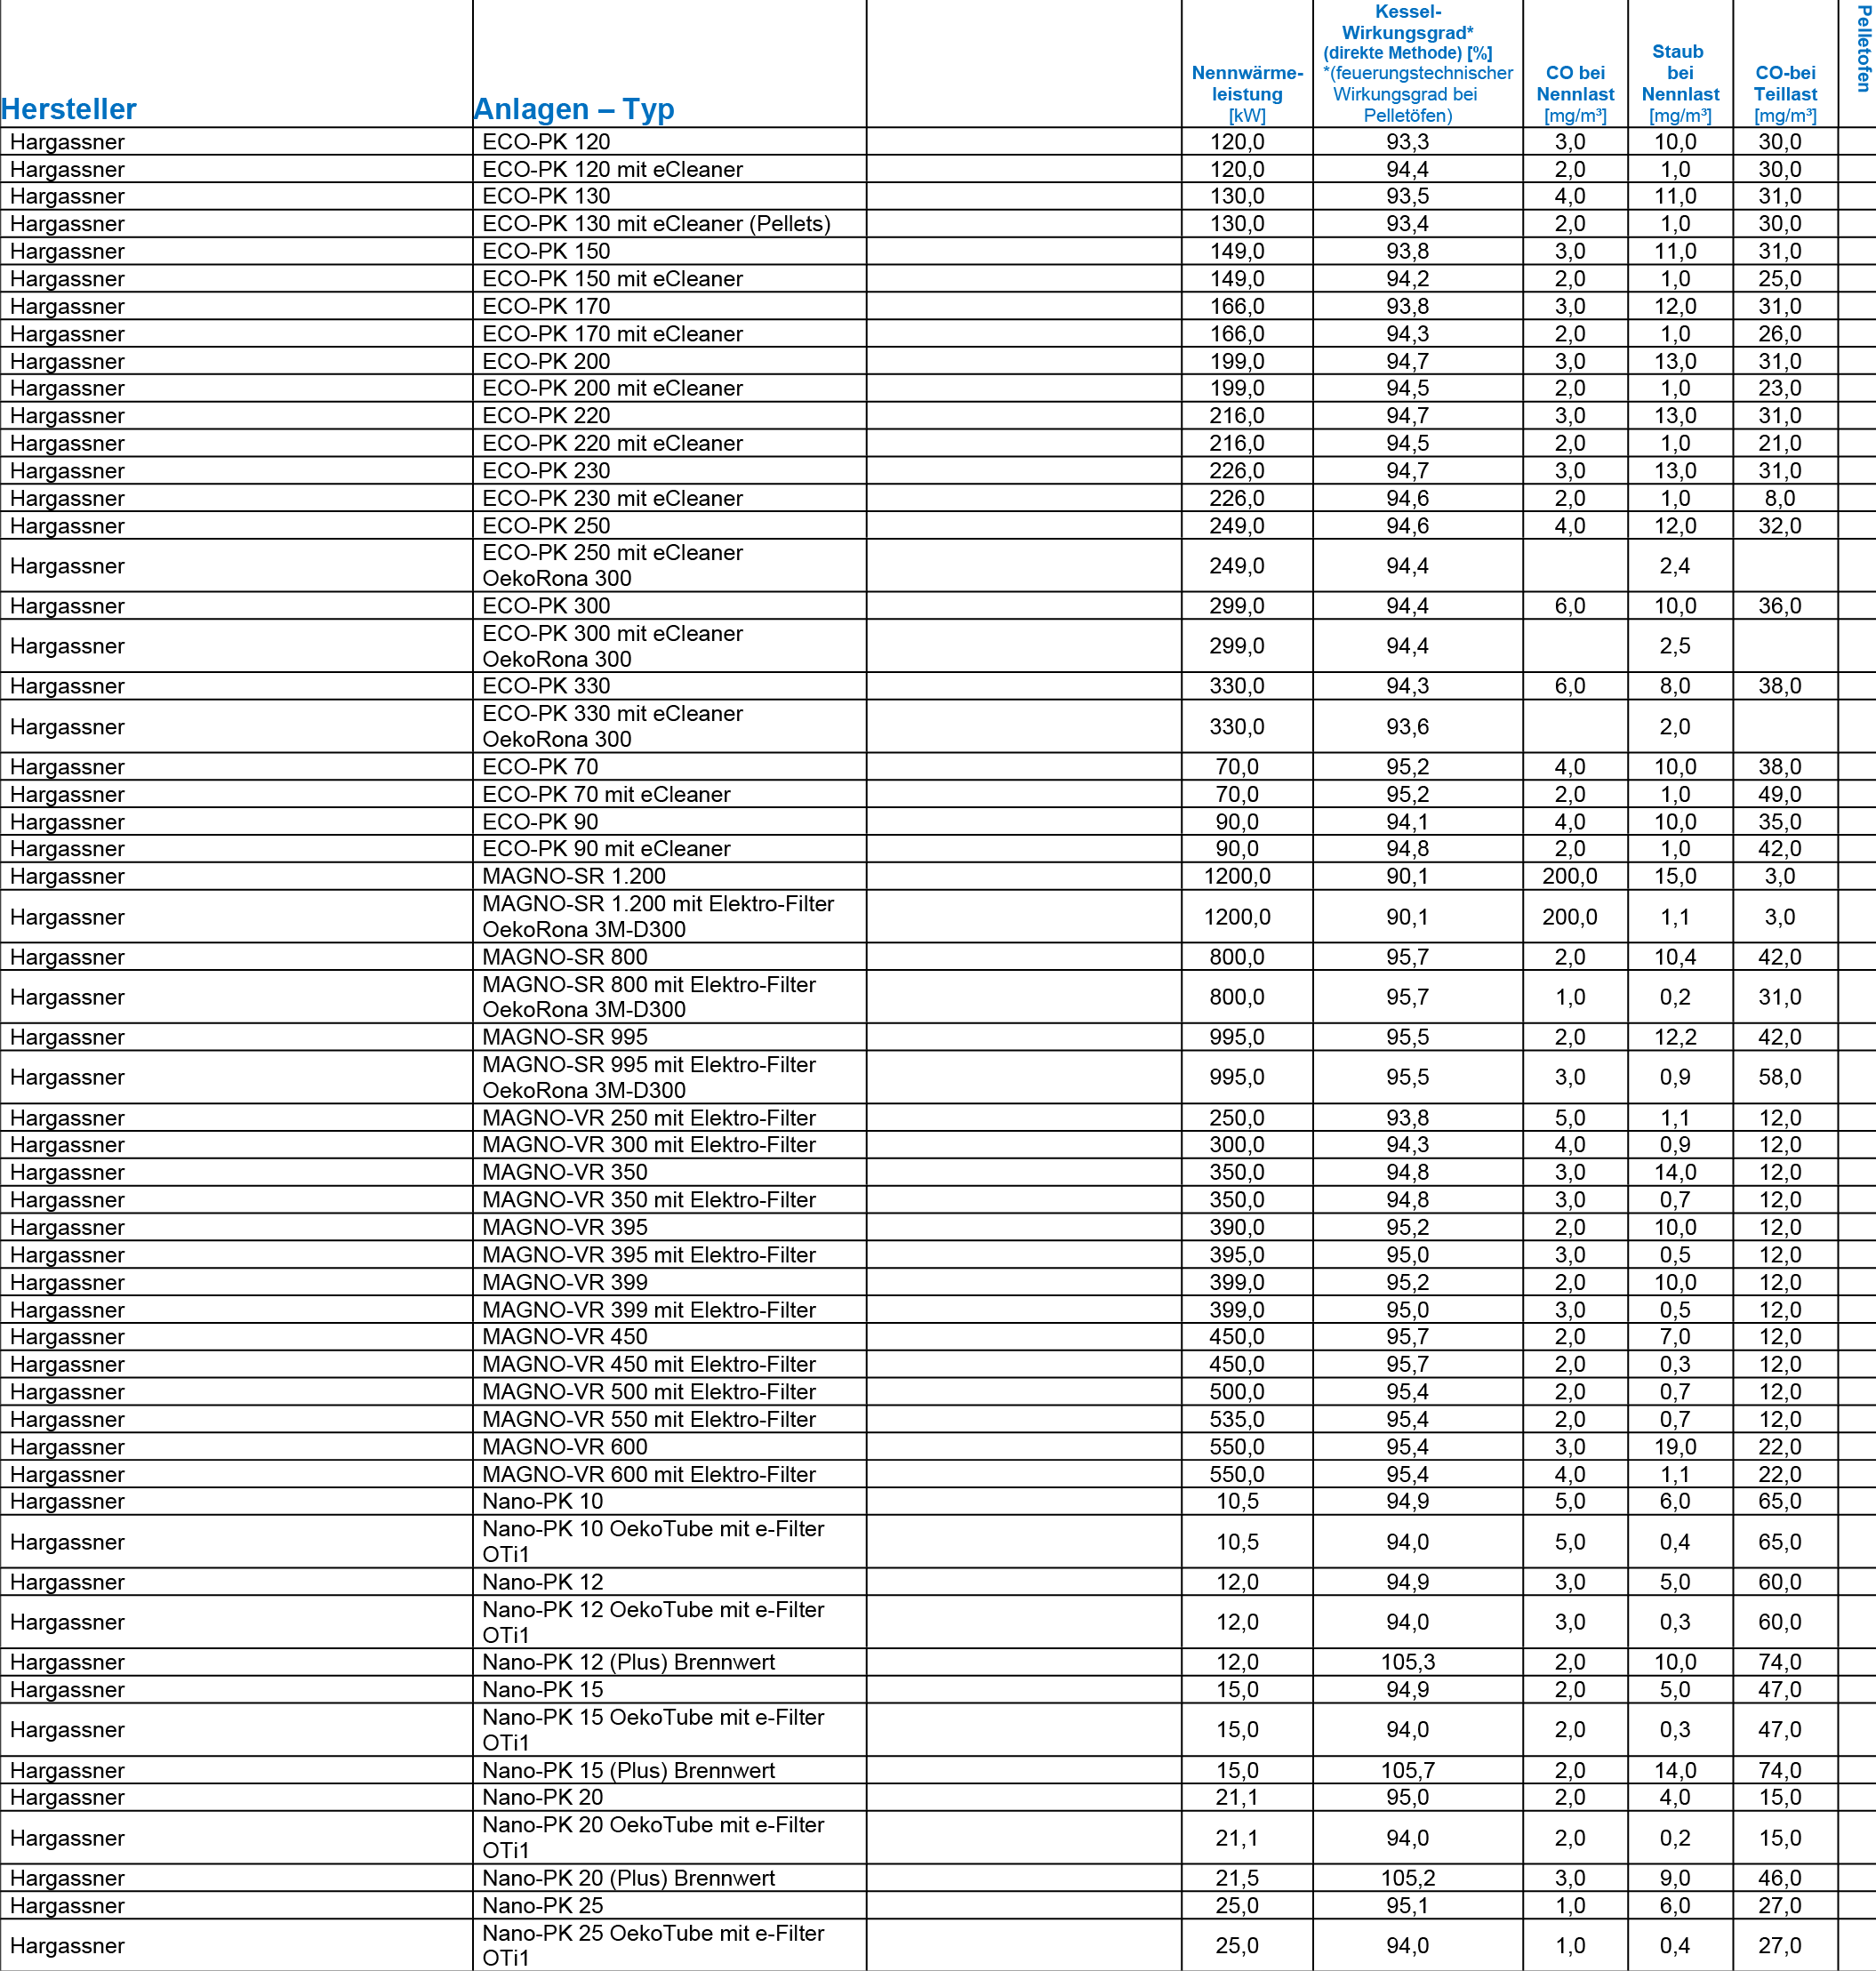 Hersteller Anlagen – Typ Nennwärme-leistung [kW] Kessel-Wirkungsgrad* (direkte Methode) [%] *(feuerungstechnischer Wirkungsgrad bei Pelletöfen) CO bei Nennlast [mg/m³] Staub bei Nennlast [mg/m³] CO-bei Teillast [mg/m³] Pelletofen
Hargassner ECO-PK 120 120,0 93,3 3,0 10,0 30,0
Hargassner ECO-PK 120 mit eCleaner 120,0 94,4 2,0 1,0 30,0
Hargassner ECO-PK 130 130,0 93,5 4,0 11,0 31,0
Hargassner ECO-PK 130 mit eCleaner (Pellets) 130,0 93,4 2,0 1,0 30,0
Hargassner ECO-PK 150 149,0 93,8 3,0 11,0 31,0
Hargassner ECO-PK 150 mit eCleaner 149,0 94,2 2,0 1,0 25,0
Hargassner ECO-PK 170 166,0 93,8 3,0 12,0 31,0
Hargassner ECO-PK 170 mit eCleaner 166,0 94,3 2,0 1,0 26,0
Hargassner ECO-PK 200 199,0 94,7 3,0 13,0 31,0
Hargassner ECO-PK 200 mit eCleaner 199,0 94,5 2,0 1,0 23,0
Hargassner ECO-PK 220 216,0 94,7 3,0 13,0 31,0
Hargassner ECO-PK 220 mit eCleaner 216,0 94,5 2,0 1,0 21,0
Hargassner ECO-PK 230 226,0 94,7 3,0 13,0 31,0
Hargassner ECO-PK 230 mit eCleaner 226,0 94,6 2,0 1,0 8,0
Hargassner ECO-PK 250 249,0 94,6 4,0 12,0 32,0
Hargassner ECO-PK 250 mit eCleaner OekoRona 300 249,0 94,4 2,4
Hargassner ECO-PK 300 299,0 94,4 6,0 10,0 36,0
Hargassner ECO-PK 300 mit eCleaner OekoRona 300 299,0 94,4 2,5
Hargassner ECO-PK 330 330,0 94,3 6,0 8,0 38,0
Hargassner ECO-PK 330 mit eCleaner OekoRona 300 330,0 93,6 2,0
Hargassner ECO-PK 70 70,0 95,2 4,0 10,0 38,0
Hargassner ECO-PK 70 mit eCleaner 70,0 95,2 2,0 1,0 49,0
Hargassner ECO-PK 90 90,0 94,1 4,0 10,0 35,0
Hargassner ECO-PK 90 mit eCleaner 90,0 94,8 2,0 1,0 42,0
Hargassner MAGNO-SR 1.200 1200,0 90,1 200,0 15,0 3,0
Hargassner MAGNO-SR 1.200 mit Elektro-Filter OekoRona 3M-D300 1200,0 90,1 200,0 1,1 3,0
Hargassner MAGNO-SR 800 800,0 95,7 2,0 10,4 42,0
Hargassner MAGNO-SR 800 mit Elektro-Filter OekoRona 3M-D300 800,0 95,7 1,0 0,2 31,0
Hargassner MAGNO-SR 995 995,0 95,5 2,0 12,2 42,0
Hargassner MAGNO-SR 995 mit Elektro-Filter OekoRona 3M-D300 995,0 95,5 3,0 0,9 58,0
Hargassner MAGNO-VR 250 mit Elektro-Filter 250,0 93,8 5,0 1,1 12,0
Hargassner MAGNO-VR 300 mit Elektro-Filter 300,0 94,3 4,0 0,9 12,0
Hargassner MAGNO-VR 350 350,0 94,8 3,0 14,0 12,0
Hargassner MAGNO-VR 350 mit Elektro-Filter 350,0 94,8 3,0 0,7 12,0
Hargassner MAGNO-VR 395 390,0 95,2 2,0 10,0 12,0
Hargassner MAGNO-VR 395 mit Elektro-Filter 395,0 95,0 3,0 0,5 12,0
Hargassner MAGNO-VR 399 399,0 95,2 2,0 10,0 12,0
Hargassner MAGNO-VR 399 mit Elektro-Filter 399,0 95,0 3,0 0,5 12,0
Hargassner MAGNO-VR 450 450,0 95,7 2,0 7,0 12,0
Hargassner MAGNO-VR 450 mit Elektro-Filter 450,0 95,7 2,0 0,3 12,0
Hargassner MAGNO-VR 500 mit Elektro-Filter 500,0 95,4 2,0 0,7 12,0
Hargassner MAGNO-VR 550 mit Elektro-Filter 535,0 95,4 2,0 0,7 12,0
Hargassner MAGNO-VR 600 550,0 95,4 3,0 19,0 22,0
Hargassner MAGNO-VR 600 mit Elektro-Filter 550,0 95,4 4,0 1,1 22,0
Hargassner Nano-PK 10 10,5 94,9 5,0 6,0 65,0
Hargassner Nano-PK 10 OekoTube mit e-Filter OTi1 10,5 94,0 5,0 0,4 65,0
Hargassner Nano-PK 12 12,0 94,9 3,0 5,0 60,0
Hargassner Nano-PK 12 OekoTube mit e-Filter OTi1 12,0 94,0 3,0 0,3 60,0
Hargassner Nano-PK 12 (Plus) Brennwert 12,0 105,3 2,0 10,0 74,0
Hargassner Nano-PK 15 15,0 94,9 2,0 5,0 47,0
Hargassner Nano-PK 15 OekoTube mit e-Filter OTi1 15,0 94,0 2,0 0,3 47,0
Hargassner Nano-PK 15 (Plus) Brennwert 15,0 105,7 2,0 14,0 74,0
Hargassner Nano-PK 20 21,1 95,0 2,0 4,0 15,0
Hargassner Nano-PK 20 OekoTube mit e-Filter OTi1 21,1 94,0 2,0 0,2 15,0
Hargassner Nano-PK 20 (Plus) Brennwert 21,5 105,2 3,0 9,0 46,0
Hargassner Nano-PK 25 25,0 95,1 1,0 6,0 27,0
Hargassner Nano-PK 25 OekoTube mit e-Filter OTi1 25,0 94,0 1,0 0,4 27,0